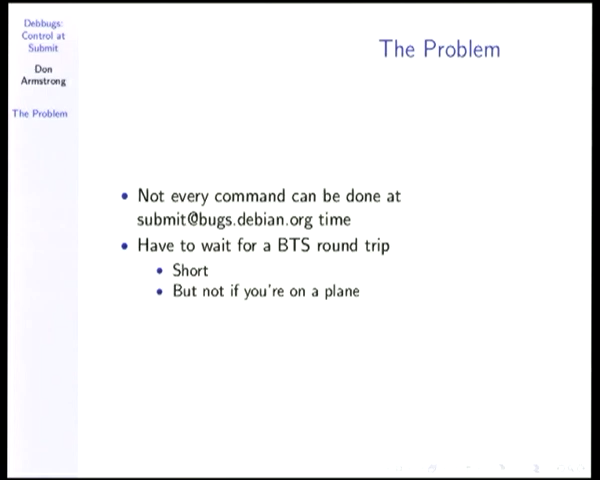 Debbugs:
Control at
Submit
Don
Armstrong
The Problem
The Problem
• Not every command can be done at
submit@bugs.debian.org time
• Have to wait for a BTS round trip
• Short
• But not if you're on a plane